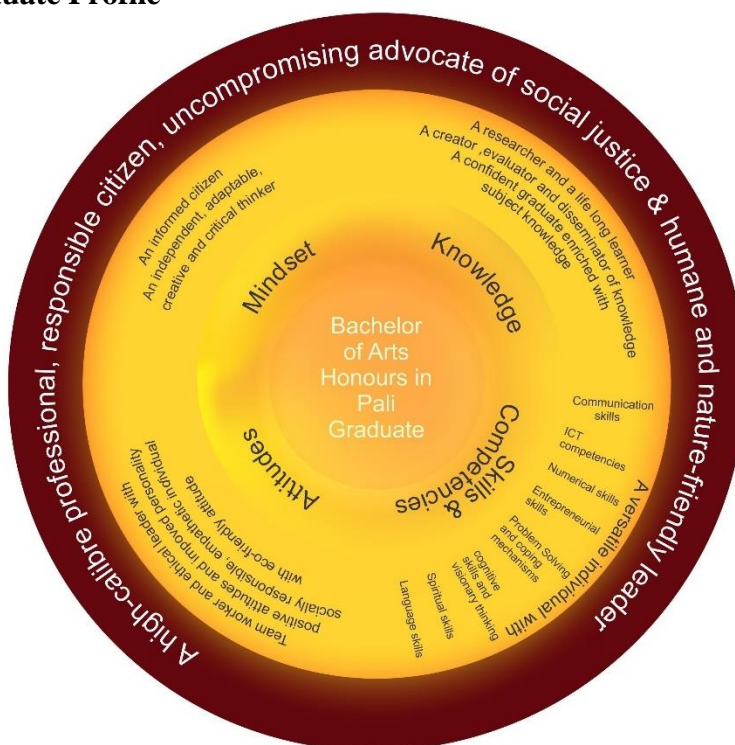 uate Profile
A high-calibre professional, responsible citizen, uncompromising advocate of social justice & humane and nature-friendly leader
Mindset
An informed citizen
An independent, adaptable,
creative and critical thinker
Knowledge
A researcher and a life long learner
A creator ,evaluator and disseminator of knowledge
A confident graduate enriched with
subject knowledge
Bachelor
of Arts
Honours in
Pali
Graduate
Attitudes
Team worker and ethical leader with
positive attitudes and improved personality
socially responsible, empathetic individual
with eco-friendly attitude
Skills &
Competencies
A versatile individual with
Communication
skills
ICT
competencies
Numerical skills
Entrepreneurial
skills
Problem Solving
and coping
mechanisms
cognitive
skills and
visionary thinking
Spiritual skills
Language skills